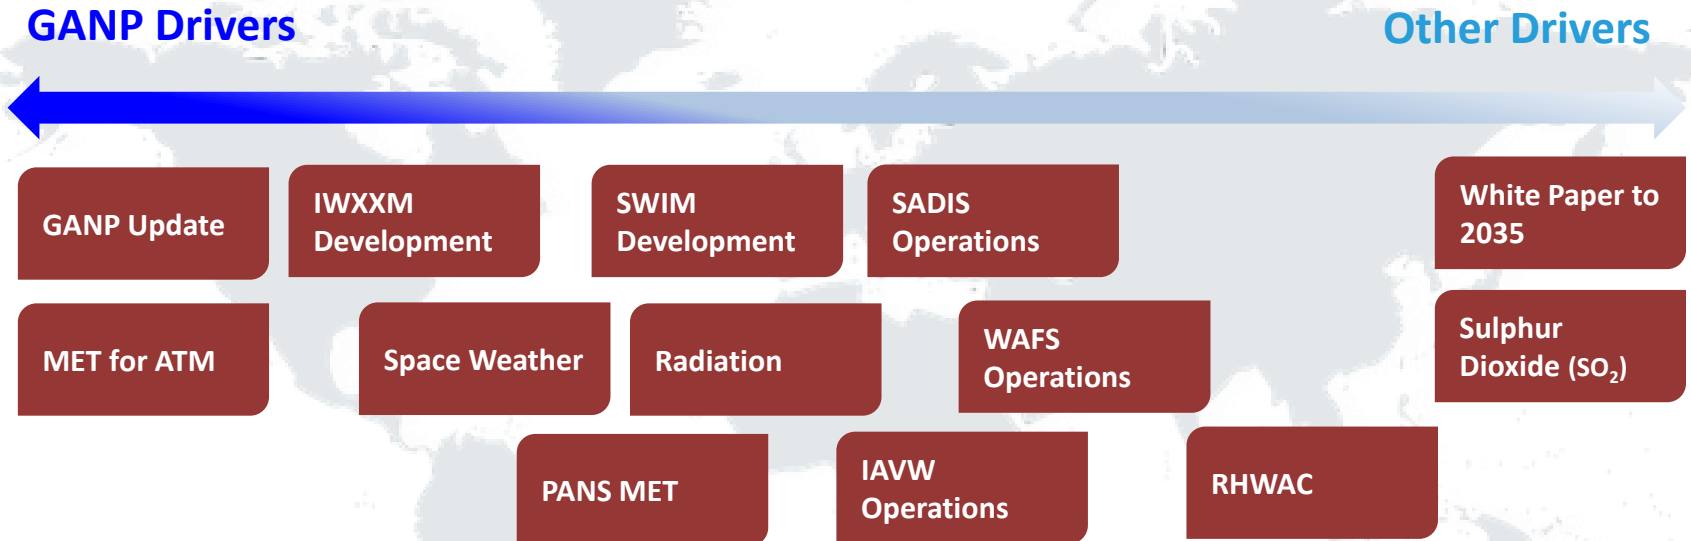 GANP Drivers
Other Drivers
GANP Update
IWXXM
Development
SWIM
Development
SADIS
Operations
White Paper to
2035
MET for ATM
Space Weather
Radiation
WAFS
Operations
Sulphur
Dioxide (SO₂)
PANS MET
IAVW
Operations
RHWAC